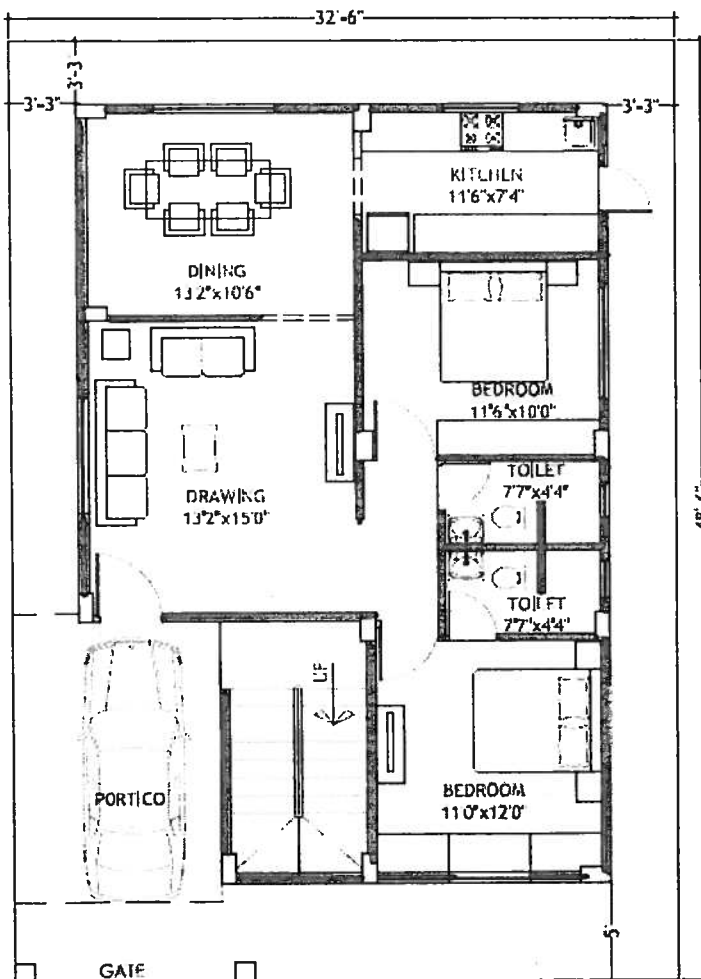 32'-6"
3'-3"
3'-3"
3'-3"
KITCHEN
11'6"x7'4"
DINING
13'2"x10'6"
BEDROOM
11'6"x10'0"
TOILET
7'7"x4'4"
DRAWING
13'2"x15'0"
TOILET
7'7"x4'4"
UP
PORTICO
BEDROOM
11'0"x12'0"
5'
GATE